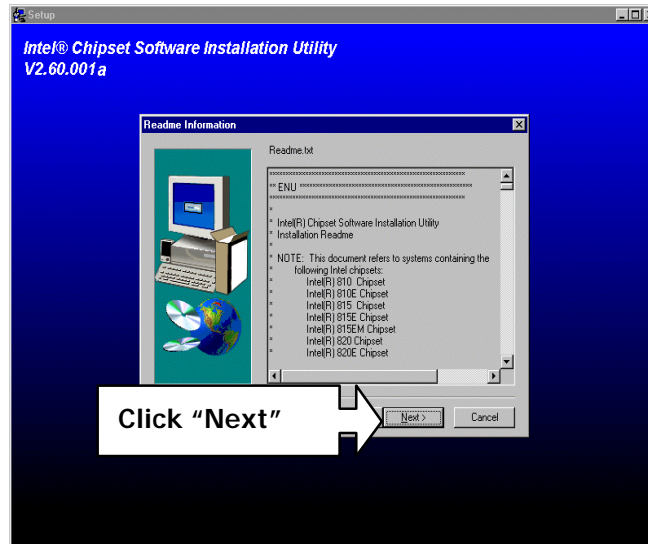 Setup
Intel® Chipset Software Installation Utility
V2.60.001a
Readme Information
Readme.txt
************************************************************
** ENU *****************************************************
************************************************************
*
* Intel(R) Chipset Software Installation Utility
* Installation Readme
*
* NOTE: This document refers to systems containing the
* following Intel chipsets:
* Intel(R) 810 Chipset
* Intel(R) 810E Chipset
* Intel(R) 815 Chipset
* Intel(R) 815E Chipset
* Intel(R) 815EM Chipset
* Intel(R) 820 Chipset
* Intel(R) 820E Chipset
Click “Next”
Next >
Cancel